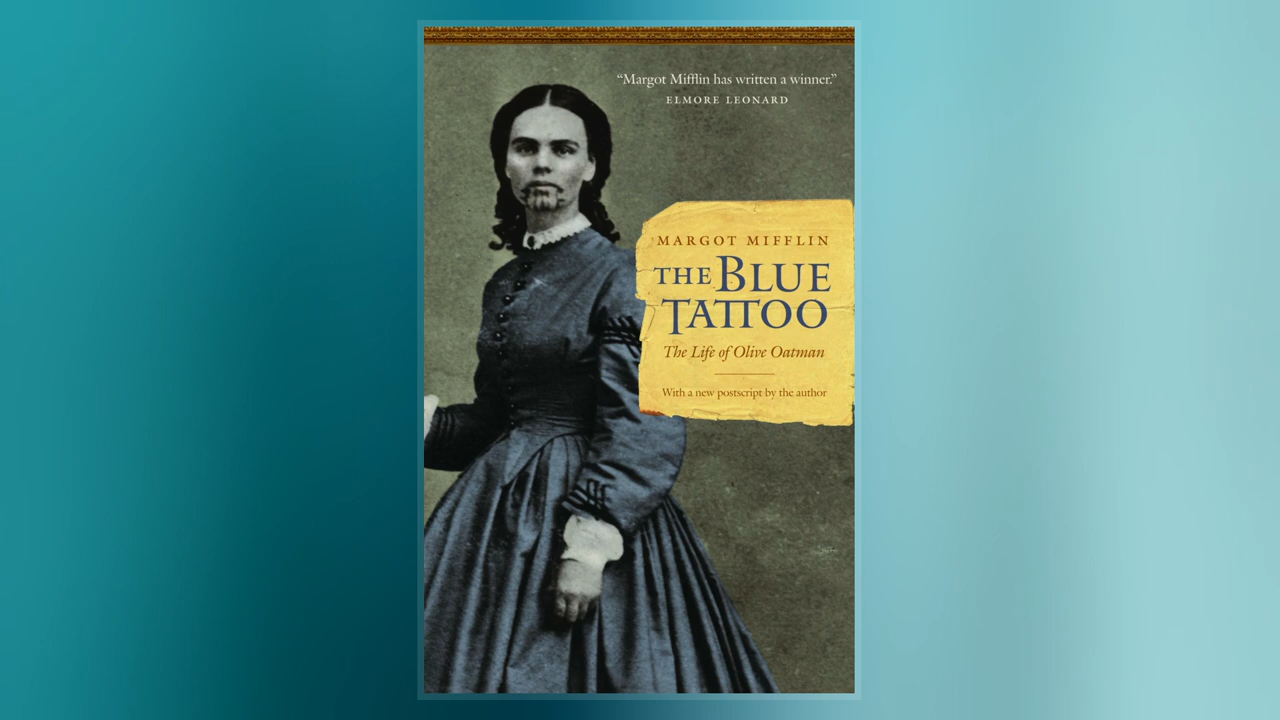 “Margot Mifflin has written a winner.”
ELMORE LEONARD
MARGOT MIFFLIN
THE BLUE
TATTOO
The Life of Olive Oatman
With a new postscript by the author